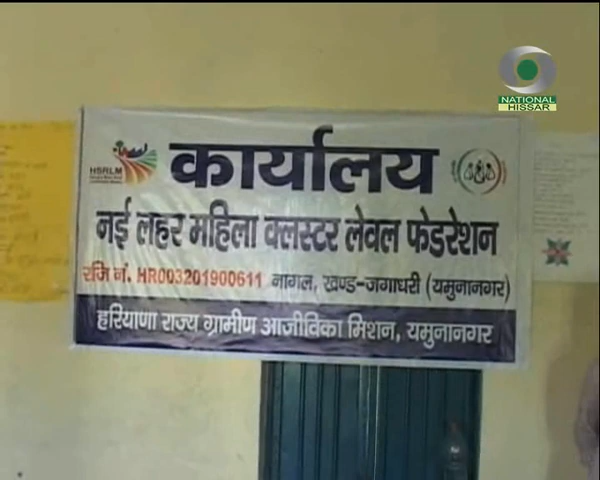 NATIONAL
HISSAR
HSRLM
कार्यालय
नई लहर महिला क्लस्टर लेवल फेडरेशन
रजि नं. HR003201900611 नागल, खण्ड-जगाधरी (यमुनानगर)
हरियाणा राज्य ग्रामीण आजीविका मिशन, यमुनानगर